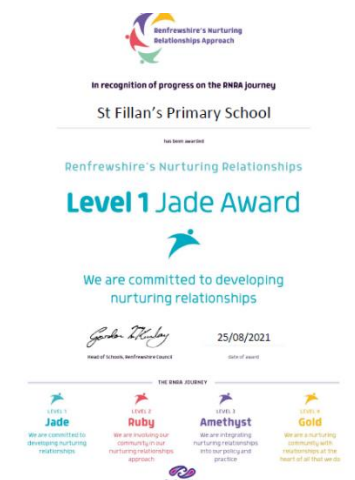 Renfrewshire's Nurturing
Relationships Approach
In recognition of progress on the RNRA journey
St Fillan's Primary School
has been awarded
Renfrewshire's Nurturing Relationships
Level 1 Jade Award
We are committed to developing
nurturing relationships
25/08/2021
Head of Schools, Renfrewshire Council
date of award
THE RNRA JOURNEY
LEVEL 1
Jade
We are committed to
developing nurturing
relationships
LEVEL 2
Ruby
We are involving our
community in our
nurturing relationships
approach
LEVEL 3
Amethyst
We are integrating
nurturing relationships
into our policy and
practice
LEVEL 4
Gold
We are a nurturing
community with
relationships at the
heart of all that we do